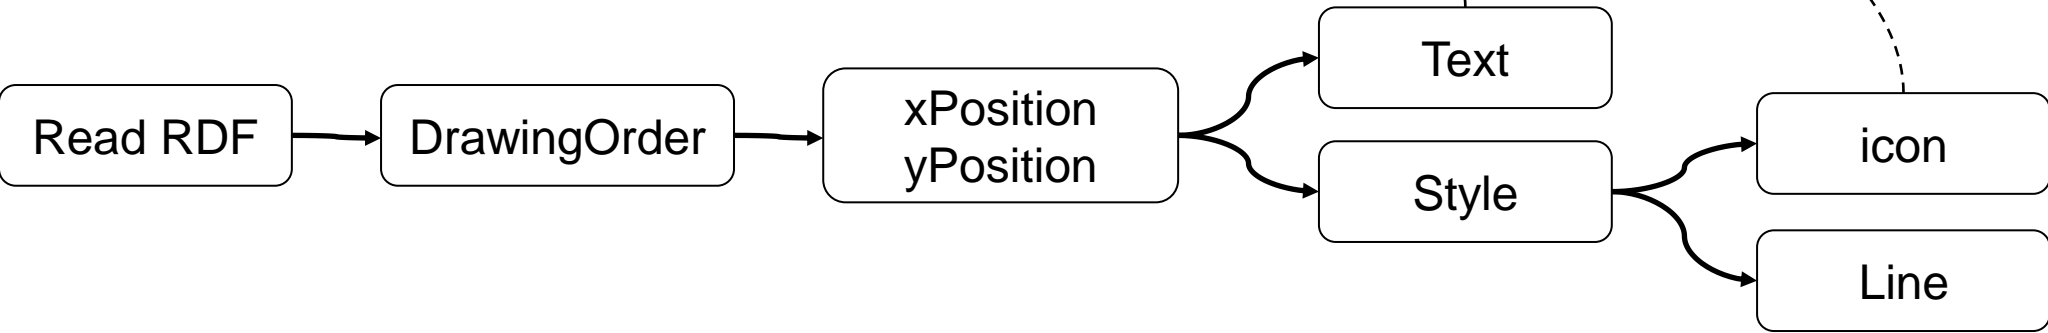 Read RDF
DrawingOrder
xPosition
yPosition
Text
Style
icon
Line